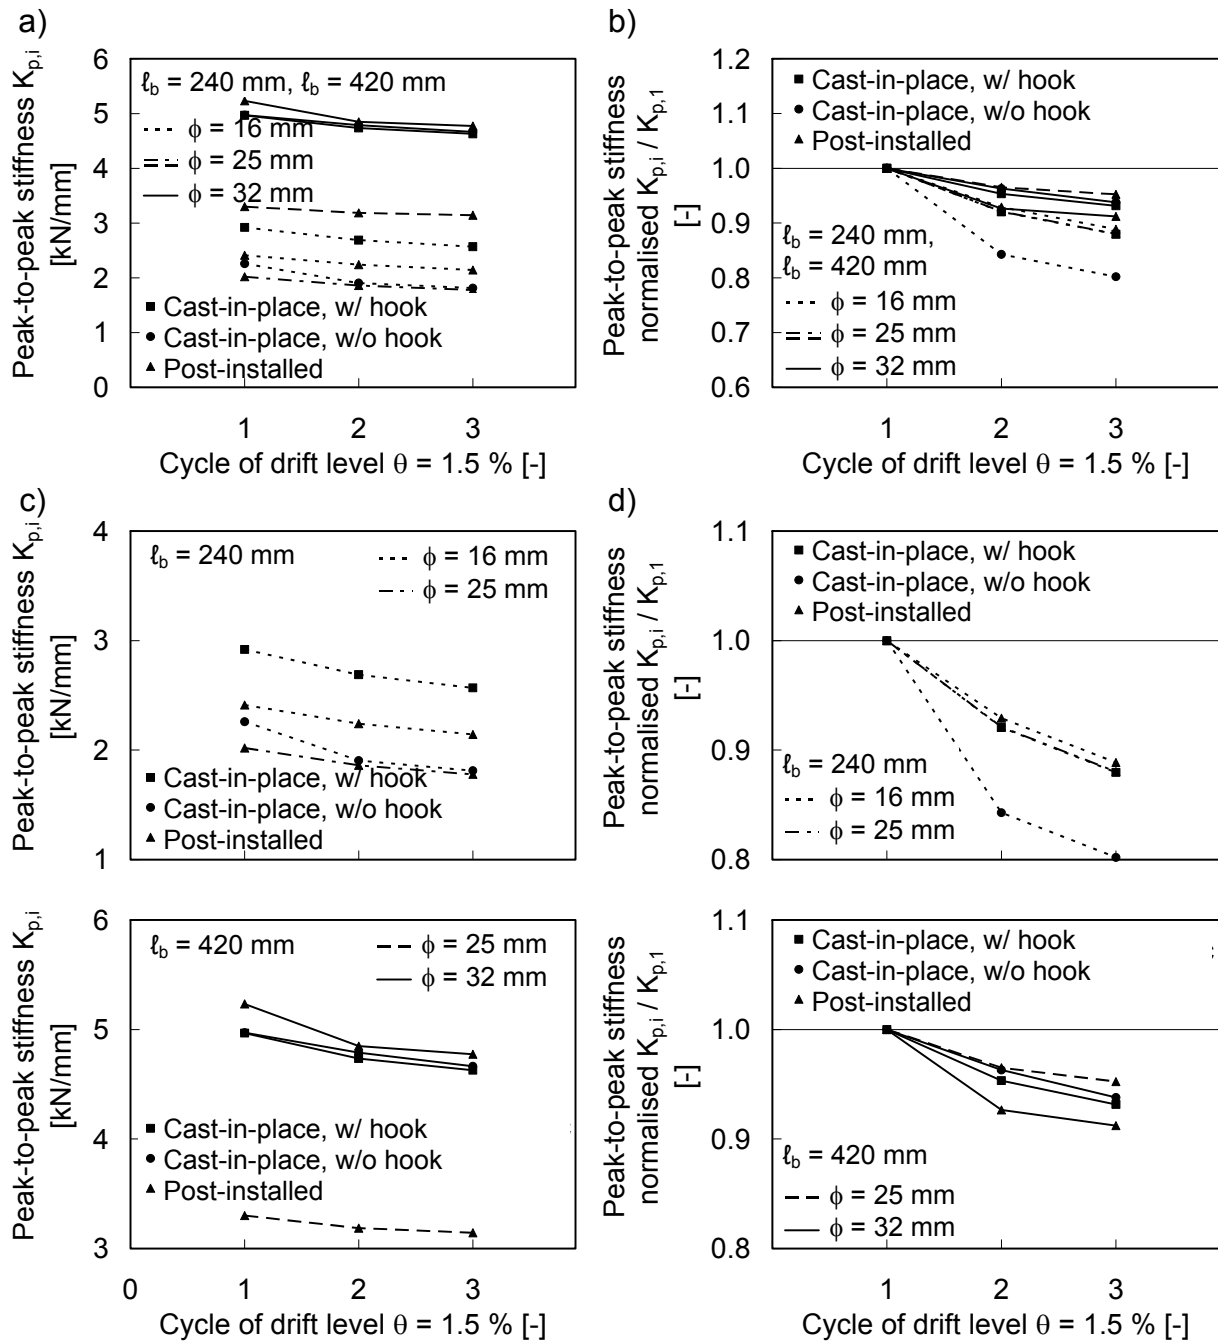 a)
Peak-to-peak stiffness K_p,i
[kN/mm]
6
5
4
3
2
1
0
ℓ_b = 240 mm, ℓ_b = 420 mm
ϕ = 16 mm
ϕ = 25 mm
ϕ = 32 mm
Cast-in-place, w/ hook
Cast-in-place, w/o hook
Post-installed
1 2 3
Cycle of drift level θ = 1.5 % [-]
b)
Peak-to-peak stiffness
normalised K_p,i / K_p,1
[-]
1.2
1.1
1.0
0.9
0.8
0.7
0.6
Cast-in-place, w/ hook
Cast-in-place, w/o hook
Post-installed
ℓ_b = 240 mm,
ℓ_b = 420 mm
ϕ = 16 mm
ϕ = 25 mm
ϕ = 32 mm
1 2 3
Cycle of drift level θ = 1.5 % [-]
c)
Peak-to-peak stiffness K_p,i
[kN/mm]
4
3
2
1
ℓ_b = 240 mm
ϕ = 16 mm
ϕ = 25 mm
Cast-in-place, w/ hook
Cast-in-place, w/o hook
Post-installed
d)
Peak-to-peak stiffness
normalised K_p,i / K_p,1
[-]
1.1
1.0
0.9
0.8
Cast-in-place, w/ hook
Cast-in-place, w/o hook
Post-installed
ℓ_b = 240 mm
ϕ = 16 mm
ϕ = 25 mm
Peak-to-peak stiffness K_p,i
[kN/mm]
6
5
4
3
ℓ_b = 420 mm
ϕ = 25 mm
ϕ = 32 mm
Cast-in-place, w/ hook
Cast-in-place, w/o hook
Post-installed
0 1 2 3
Cycle of drift level θ = 1.5 % [-]
Peak-to-peak stiffness
normalised K_p,i / K_p,1
[-]
1.1
1.0
0.9
0.8
Cast-in-place, w/ hook
Cast-in-place, w/o hook
Post-installed
ℓ_b = 420 mm
ϕ = 25 mm
ϕ = 32 mm
1 2 3
Cycle of drift level θ = 1.5 % [-]